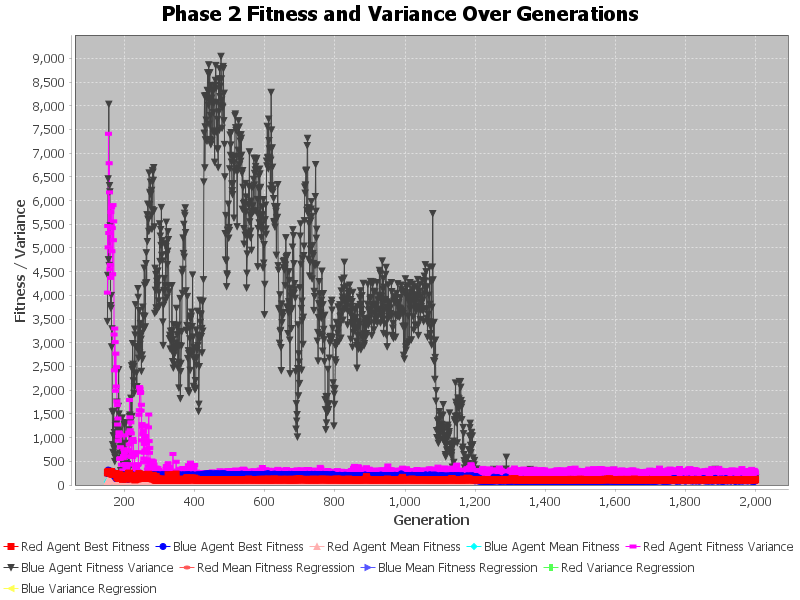 Phase 2 Fitness and Variance Over Generations
9,000
8,500
8,000
7,500
7,000
6,500
6,000
5,500
5,000
4,500
4,000
3,500
3,000
2,500
2,000
1,500
1,000
500
0
Fitness / Variance
200 400 600 800 1,000 1,200 1,400 1,600 1,800 2,000
Generation
Red Agent Best Fitness Blue Agent Best Fitness Red Agent Mean Fitness Blue Agent Mean Fitness Red Agent Fitness Variance
Blue Agent Fitness Variance Red Mean Fitness Regression Blue Mean Fitness Regression Red Variance Regression
Blue Variance Regression